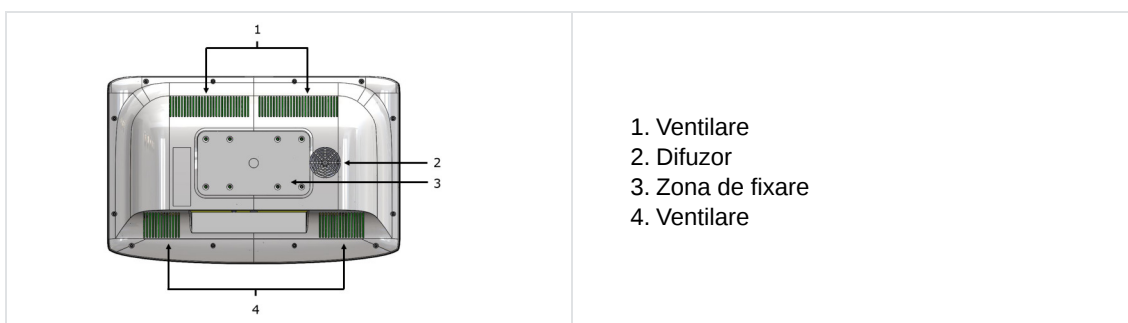 1
2
3
4
1. Ventilare
2. Difuzor
3. Zona de fixare
4. Ventilare